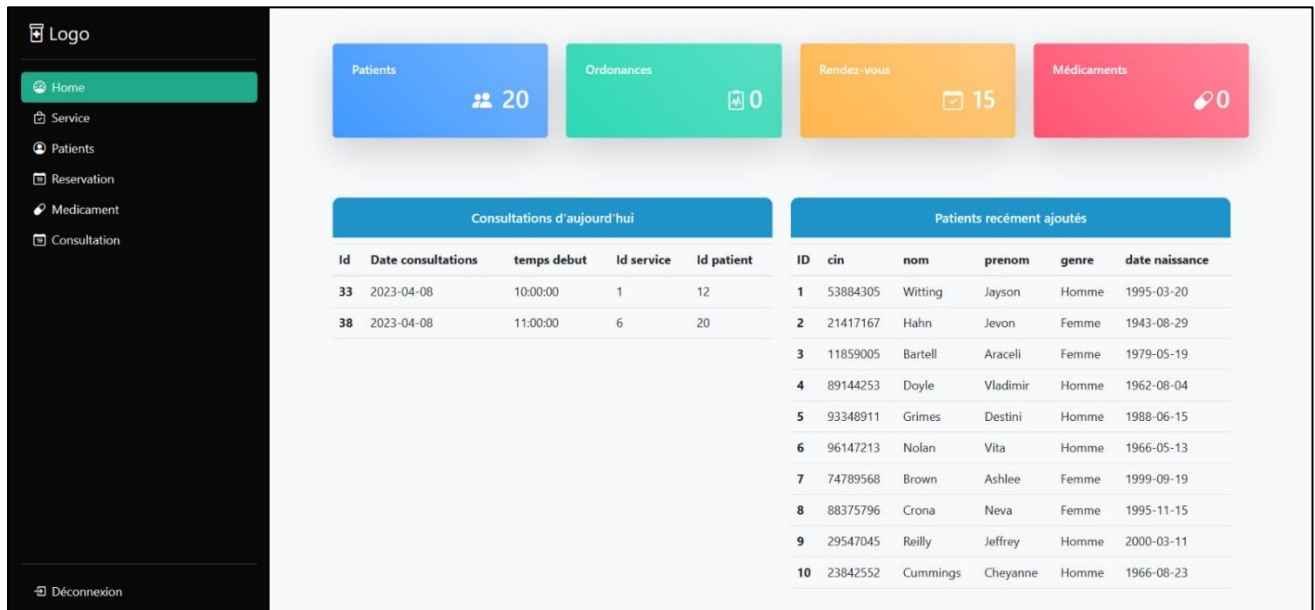 Logo
Home
Service
Patients
Reservation
Medicament
Consultation
Déconnexion
Patients
20
Ordonances
0
Rendez-vous
15
Médicaments
0
Consultations d'aujourd'hui
Id Date consultations temps debut Id service Id patient
33 2023-04-08 10:00:00 1 12
38 2023-04-08 11:00:00 6 20
Patients recément ajoutés
ID cin nom prenom genre date naissance
1 53884305 Witting Jayson Homme 1995-03-20
2 21417167 Hahn Jevon Femme 1943-08-29
3 11859005 Bartell Araceli Femme 1979-05-19
4 89144253 Doyle Vladimir Homme 1962-08-04
5 93348911 Grimes Destini Homme 1988-06-15
6 96147213 Nolan Vita Homme 1966-05-13
7 74789568 Brown Ashlee Femme 1999-09-19
8 88375796 Crona Neva Femme 1995-11-15
9 29547045 Reilly Jeffrey Homme 2000-03-11
10 23842552 Cummings Cheyanne Homme 1966-08-23